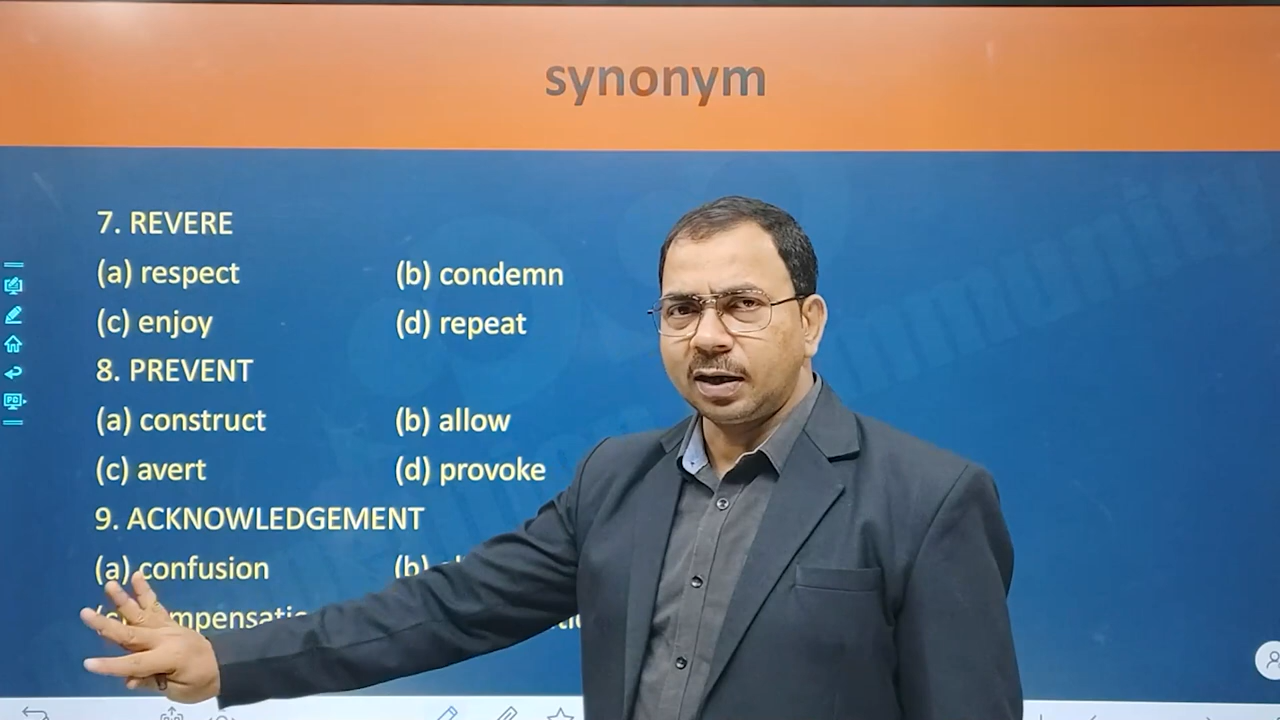 synonym
7. REVERE
(a) respect (b) condemn
(c) enjoy (d) repeat
8. PREVENT
(a) construct (b) allow
(c) avert (d) provoke
9. ACKNOWLEDGEMENT
(a) confusion (b)